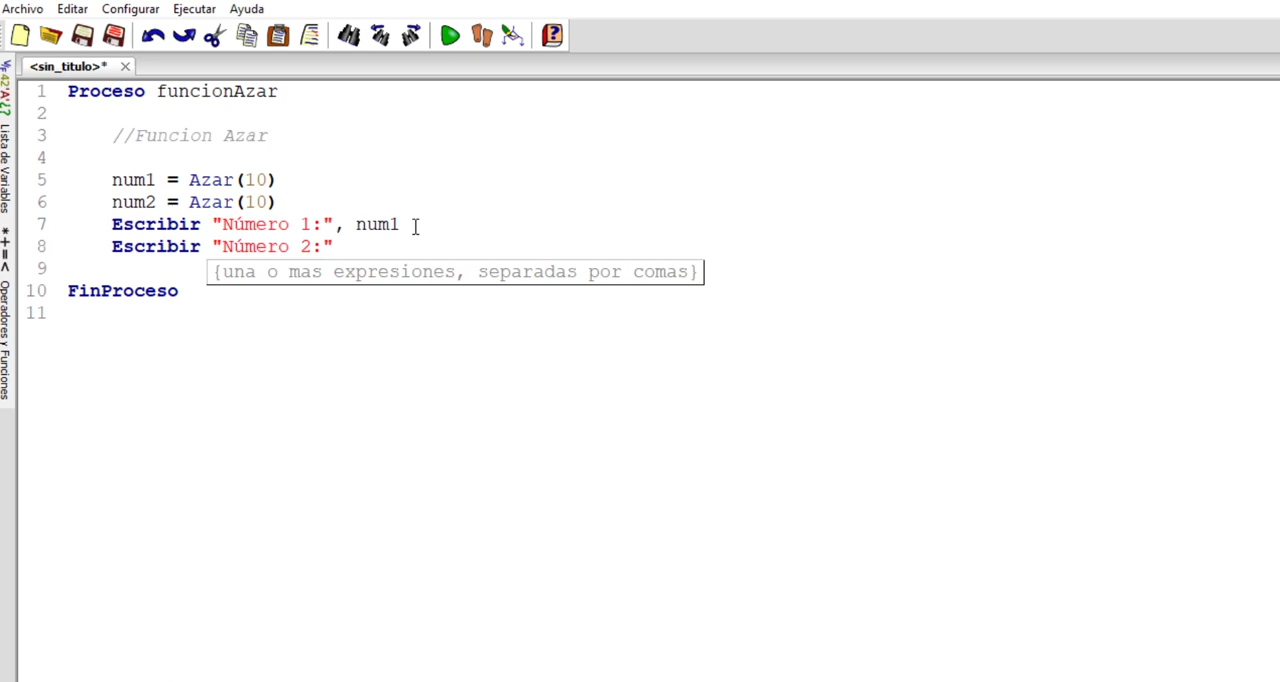 Archivo Editar Configurar Ejecutar Ayuda
<sin_titulo>*
Lista de Variables
*+=< Operadores y Funciones
1 Proceso funcionAzar
2
3 //Funcion Azar
4
5 num1 = Azar(10)
6 num2 = Azar(10)
7 Escribir "Número 1:", num1
8 Escribir "Número 2:"
9
{una o mas expresiones, separadas por comas}
10 FinProceso
11